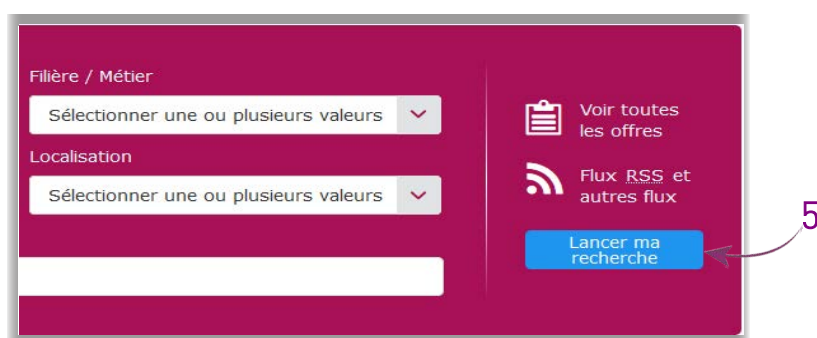 Filière / Métier
Sélectionner une ou plusieurs valeurs
Localisation
Sélectionner une ou plusieurs valeurs
Voir toutes
les offres
Flux RSS et
autres flux
Lancer ma
recherche
5